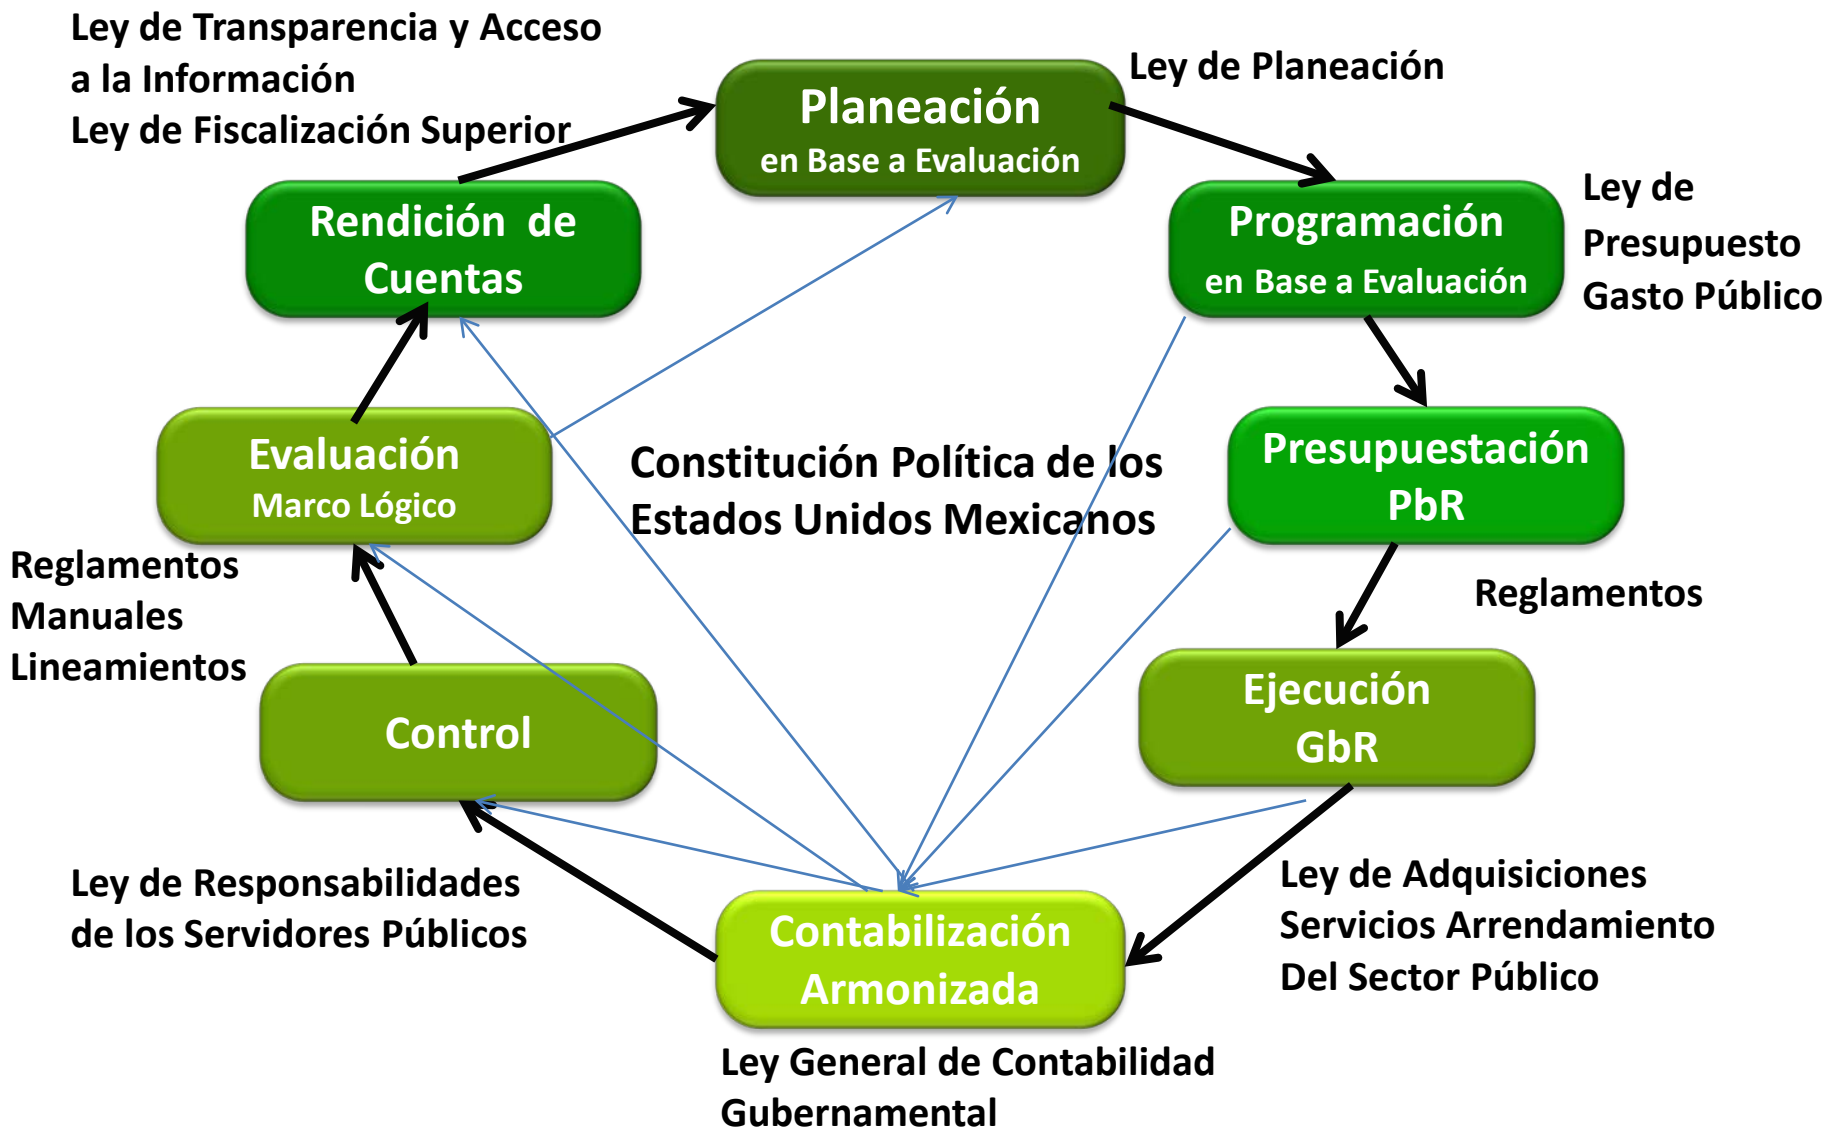 Ley de Transparencia y Acceso
a la Información
Ley de Fiscalización Superior
Planeación
en Base a Evaluación
Ley de Planeación
Rendición de
Cuentas
Programación
en Base a Evaluación
Ley de
Presupuesto
Gasto Público
Evaluación
Marco Lógico
Constitución Política de los
Estados Unidos Mexicanos
Presupuestación
PbR
Reglamentos
Manuales
Lineamientos
Reglamentos
Control
Ejecución
GbR
Ley de Responsabilidades
de los Servidores Públicos
Contabilización
Armonizada
Ley de Adquisiciones
Servicios Arrendamiento
Del Sector Público
Ley General de Contabilidad
Gubernamental